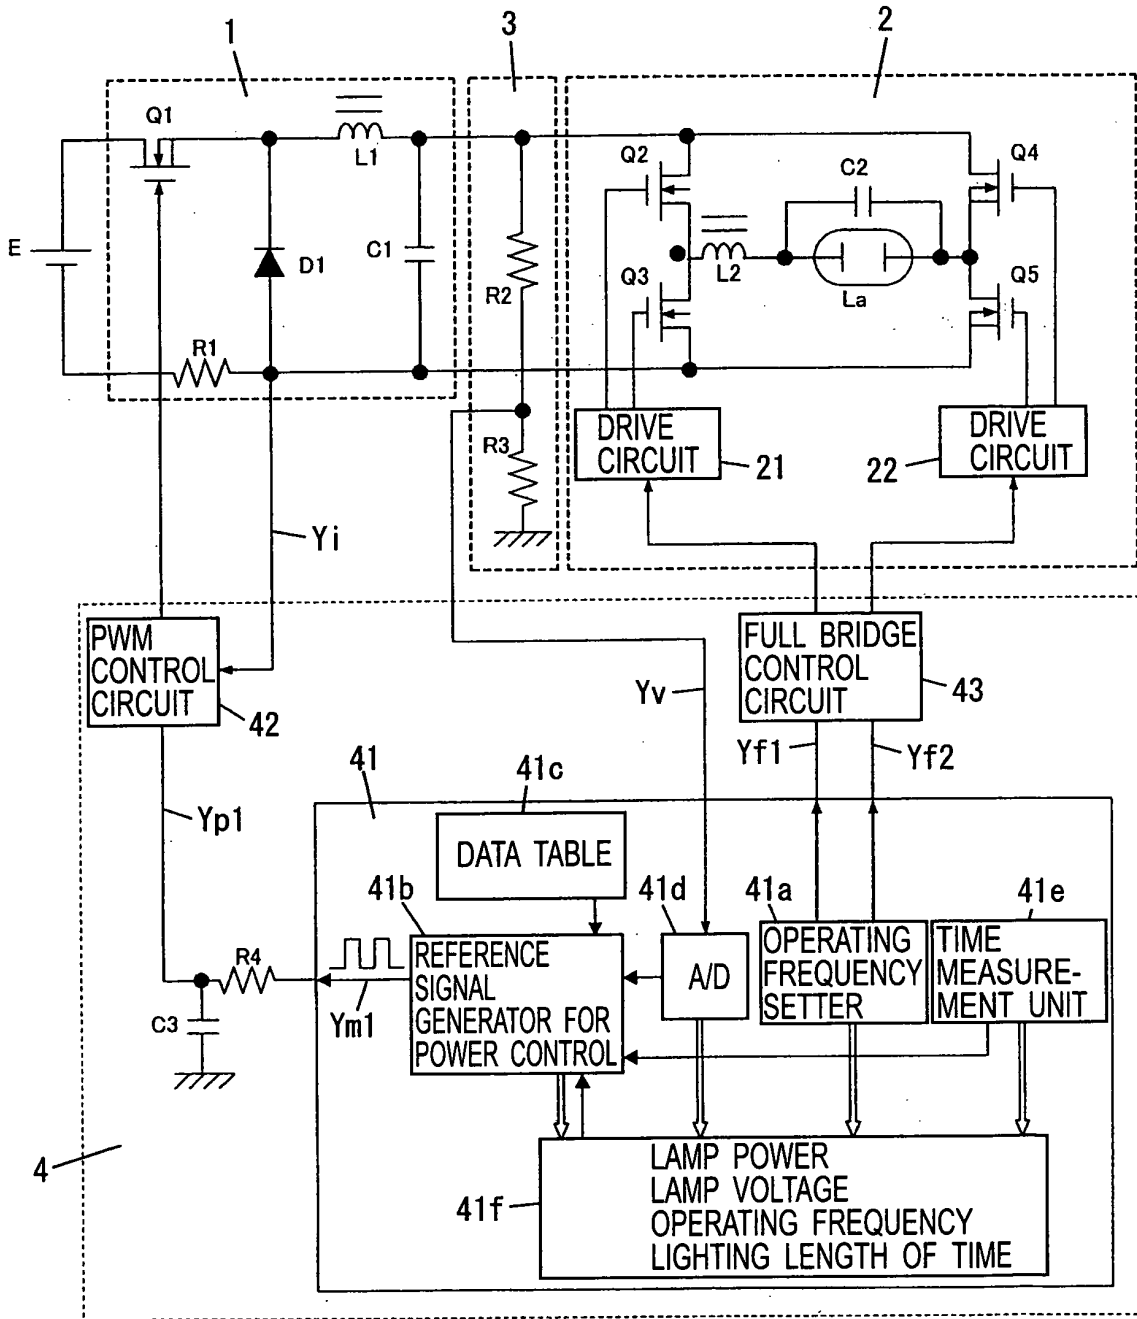 1
3
2
Q1
L1
Q2
C2
Q4
E
D1
C1
R2
Q3
L2
La
Q5
R1
R3
DRIVE
CIRCUIT
21
22
DRIVE
CIRCUIT
Yi
PWM
CONTROL
CIRCUIT
42
Yv
FULL BRIDGE
CONTROL
CIRCUIT
43
Yf1
Yf2
Yp1
41
41c
DATA TABLE
41b
41d
41a
41e
REFERENCE
SIGNAL
GENERATOR FOR
POWER CONTROL
A/D
OPERATING
FREQUENCY
SETTER
TIME
MEASURE-
MENT UNIT
R4
Ym1
C3
4
41f
LAMP POWER
LAMP VOLTAGE
OPERATING FREQUENCY
LIGHTING LENGTH OF TIME